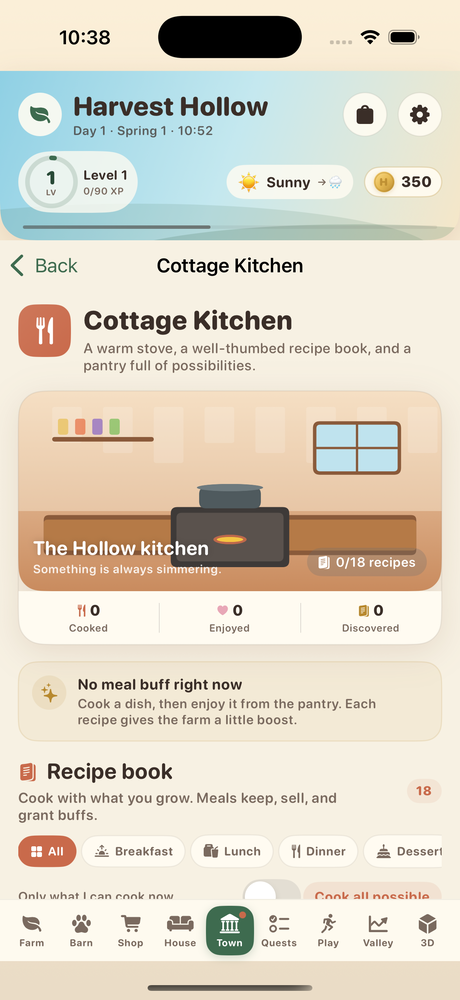 10:38
Harvest Hollow
Day 1 · Spring 1 · 10:52
1
LV
Level 1
0/90 XP
Sunny →
H
350
Back
Cottage Kitchen
Cottage Kitchen
A warm stove, a well-thumbed recipe book, and a
pantry full of possibilities.
The Hollow kitchen
Something is always simmering.
0/18 recipes
0
Cooked
0
Enjoyed
0
Discovered
No meal buff right now
Cook a dish, then enjoy it from the pantry. Each
recipe gives the farm a little boost.
Recipe book
Cook with what you grow. Meals keep, sell, and
grant buffs.
18
All
Breakfast
Lunch
Dinner
Dessert
Only what I can cook now
Cook all possible
Farm
Barn
Shop
House
Town
Quests
Play
Valley
3D